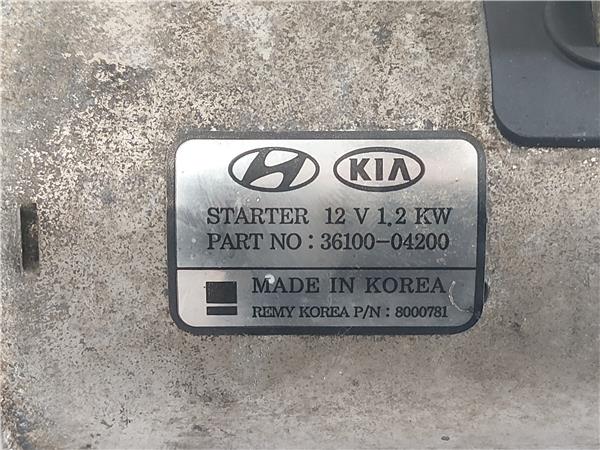 KIA
STARTER 12 V 1.2 KW
PART NO : 36100-04200
MADE IN KOREA
REMY KOREA P/N : 8000781